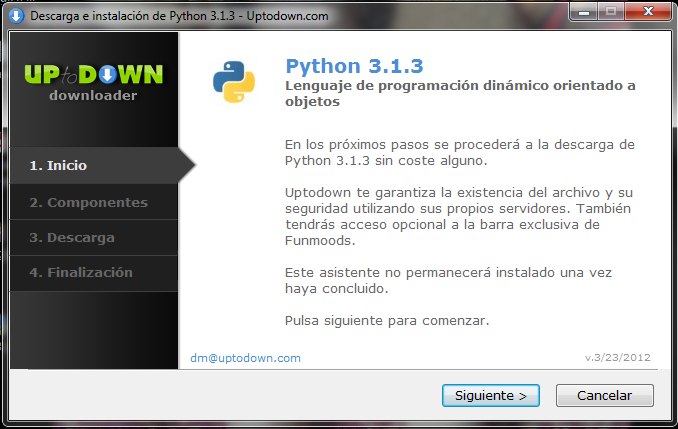 Descarga e instalación de Python 3.1.3 - Uptodown.com
UPtoDOWN
downloader
1. Inicio
2. Componentes
3. Descarga
4. Finalización
Python 3.1.3
Lenguaje de programación dinámico orientado a
objetos
En los próximos pasos se procederá a la descarga de
Python 3.1.3 sin coste alguno.
Uptodown te garantiza la existencia del archivo y su
seguridad utilizando sus propios servidores. También
tendrás acceso opcional a la barra exclusiva de
Funmoods.
Este asistente no permanecerá instalado una vez
haya concluido.
Pulsa siguiente para comenzar.
dm@uptodown.com
v.3/23/2012
Siguiente >
Cancelar